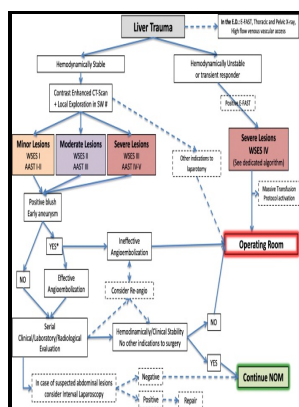 Liver Trauma
In the E.D.: E-FAST, Thoracic and Pelvic X-ray,
High flow venous vascular access
Hemodynamically Stable
Hemodynamically Unstable
or transient responder
Contrast Enhanced CT-Scan
+ Local Exploration in SW #
Positive E-FAST
Minor Lesions
WSES I
AAST I-II
Moderate Lesions
WSES II
AAST III
Severe Lesions
WSES III
AAST IV-V
Other indications to
laparotomy
Severe Lesions
WSES IV
(See dedicated algorithm)
Massive Transfusion
Protocol activation
Positive blush
Early aneurysm
YES*
Ineffective
Angioembolization
Operating Room
NO
Effective
Angioembolization
Consider Re-angio
Serial
Clinical/Laboratory/Radiological
Evaluation
Hemodynamically/Clinical Stability
No other indications to surgery
NO
YES
Continue NOM
In case of suspected abdominal lesions
consider Interval Laparoscopy
Negative
Positive
Repair